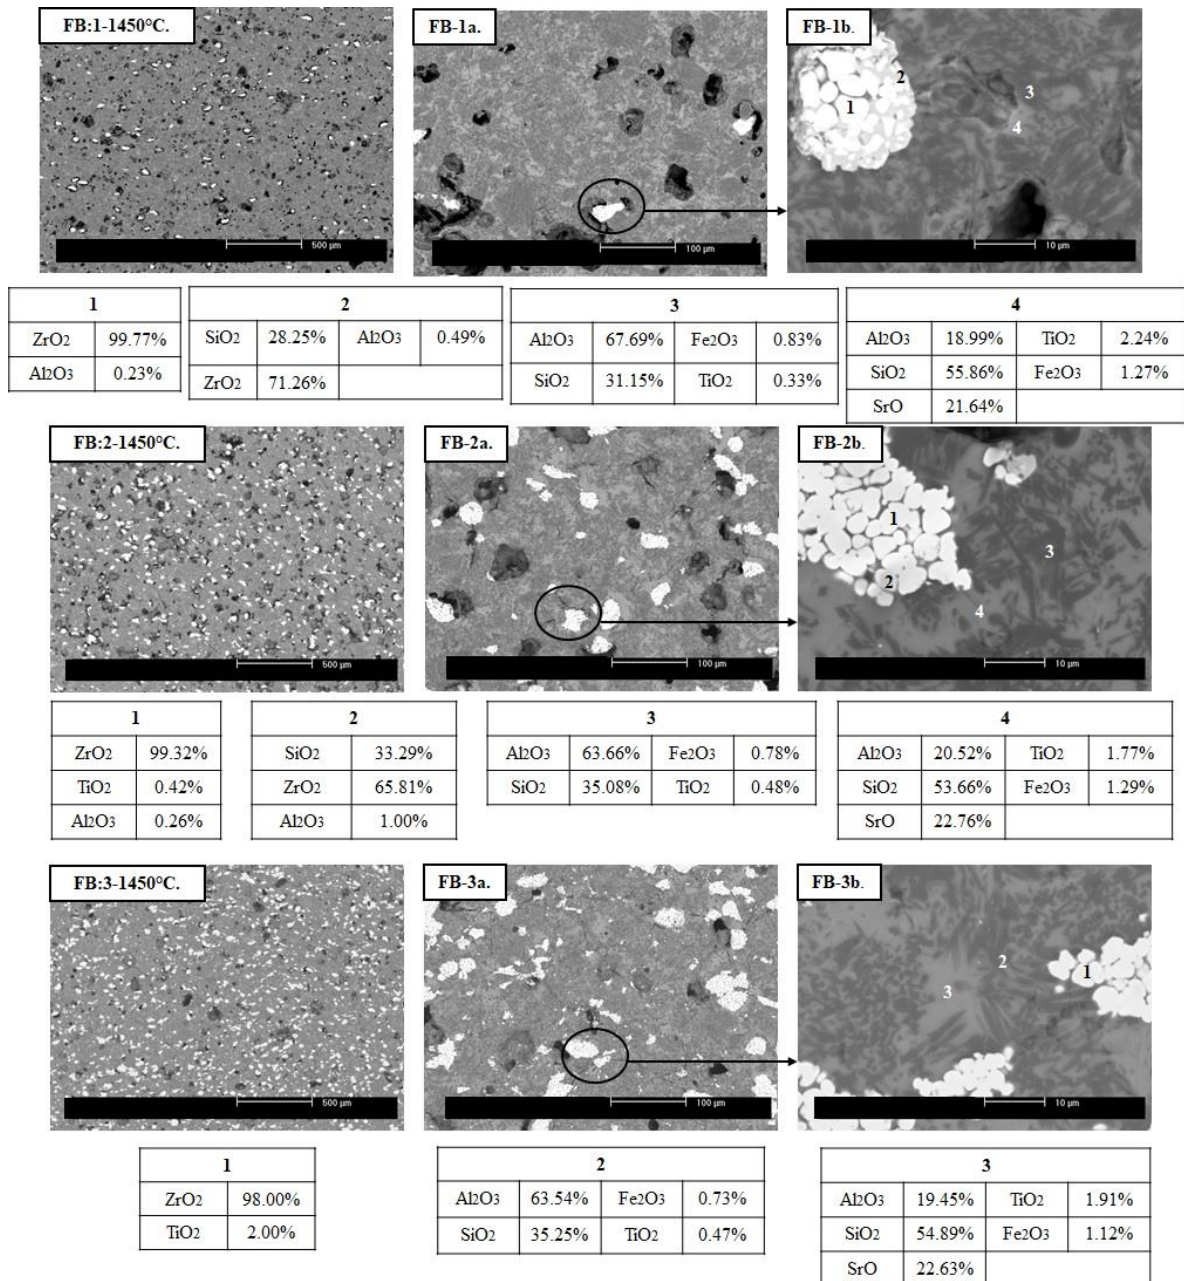 FB:1-1450°C.
FB-1a.
FB-1b.
1
2
3
4
500 µm
100 µm
10 µm
1
ZrO2 99.77%
Al2O3 0.23%
2
SiO2 28.25% Al2O3 0.49%
ZrO2 71.26%
3
Al2O3 67.69% Fe2O3 0.83%
SiO2 31.15% TiO2 0.33%
4
Al2O3 18.99% TiO2 2.24%
SiO2 55.86% Fe2O3 1.27%
SrO 21.64%
FB:2-1450°C.
FB-2a.
FB-2b.
1
2
3
4
500 µm
100 µm
10 µm
1
ZrO2 99.32%
TiO2 0.42%
Al2O3 0.26%
2
SiO2 33.29%
ZrO2 65.81%
Al2O3 1.00%
3
Al2O3 63.66% Fe2O3 0.78%
SiO2 35.08% TiO2 0.48%
4
Al2O3 20.52% TiO2 1.77%
SiO2 53.66% Fe2O3 1.29%
SrO 22.76%
FB:3-1450°C.
FB-3a.
FB-3b.
2
1
3
500 µm
100 µm
10 µm
1
ZrO2 98.00%
TiO2 2.00%
2
Al2O3 63.54% Fe2O3 0.73%
SiO2 35.25% TiO2 0.47%
3
Al2O3 19.45% TiO2 1.91%
SiO2 54.89% Fe2O3 1.12%
SrO 22.63%